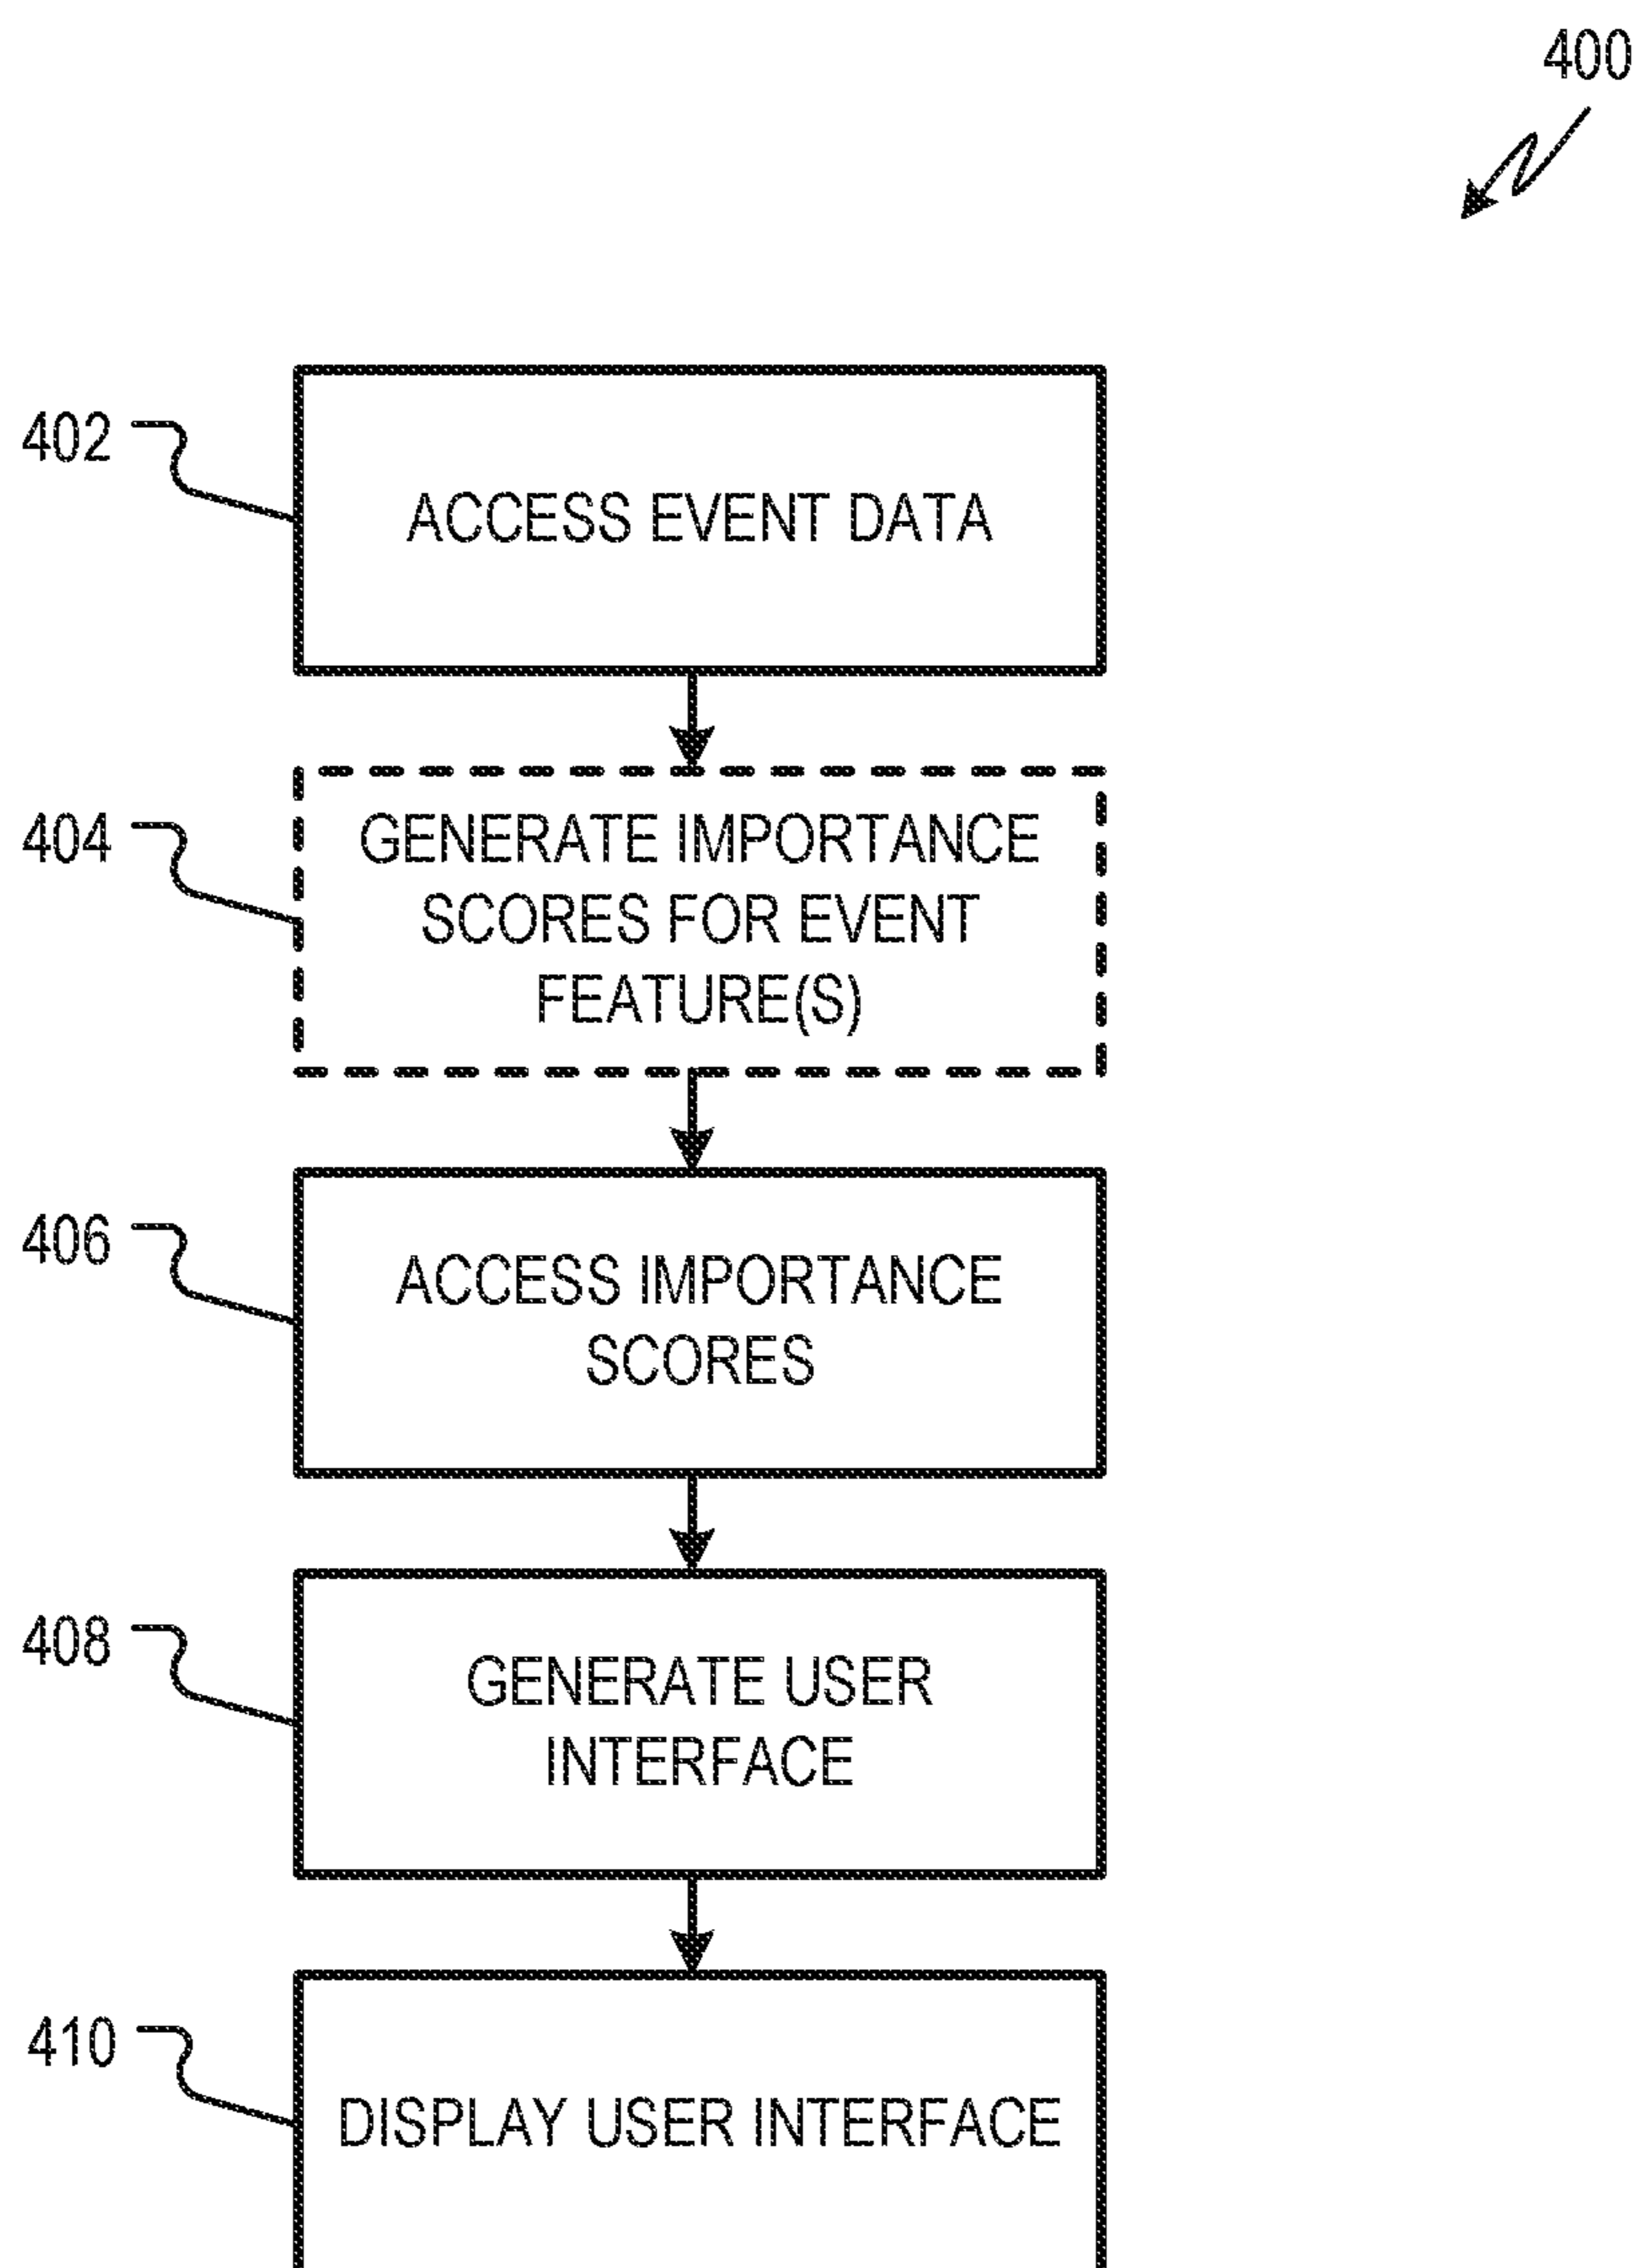 400
402
ACCESS EVENT DATA
404
GENERATE IMPORTANCE
SCORES FOR EVENT
FEATURE(S)
406
ACCESS IMPORTANCE
SCORES
408
GENERATE USER
INTERFACE
410
DISPLAY USER INTERFACE